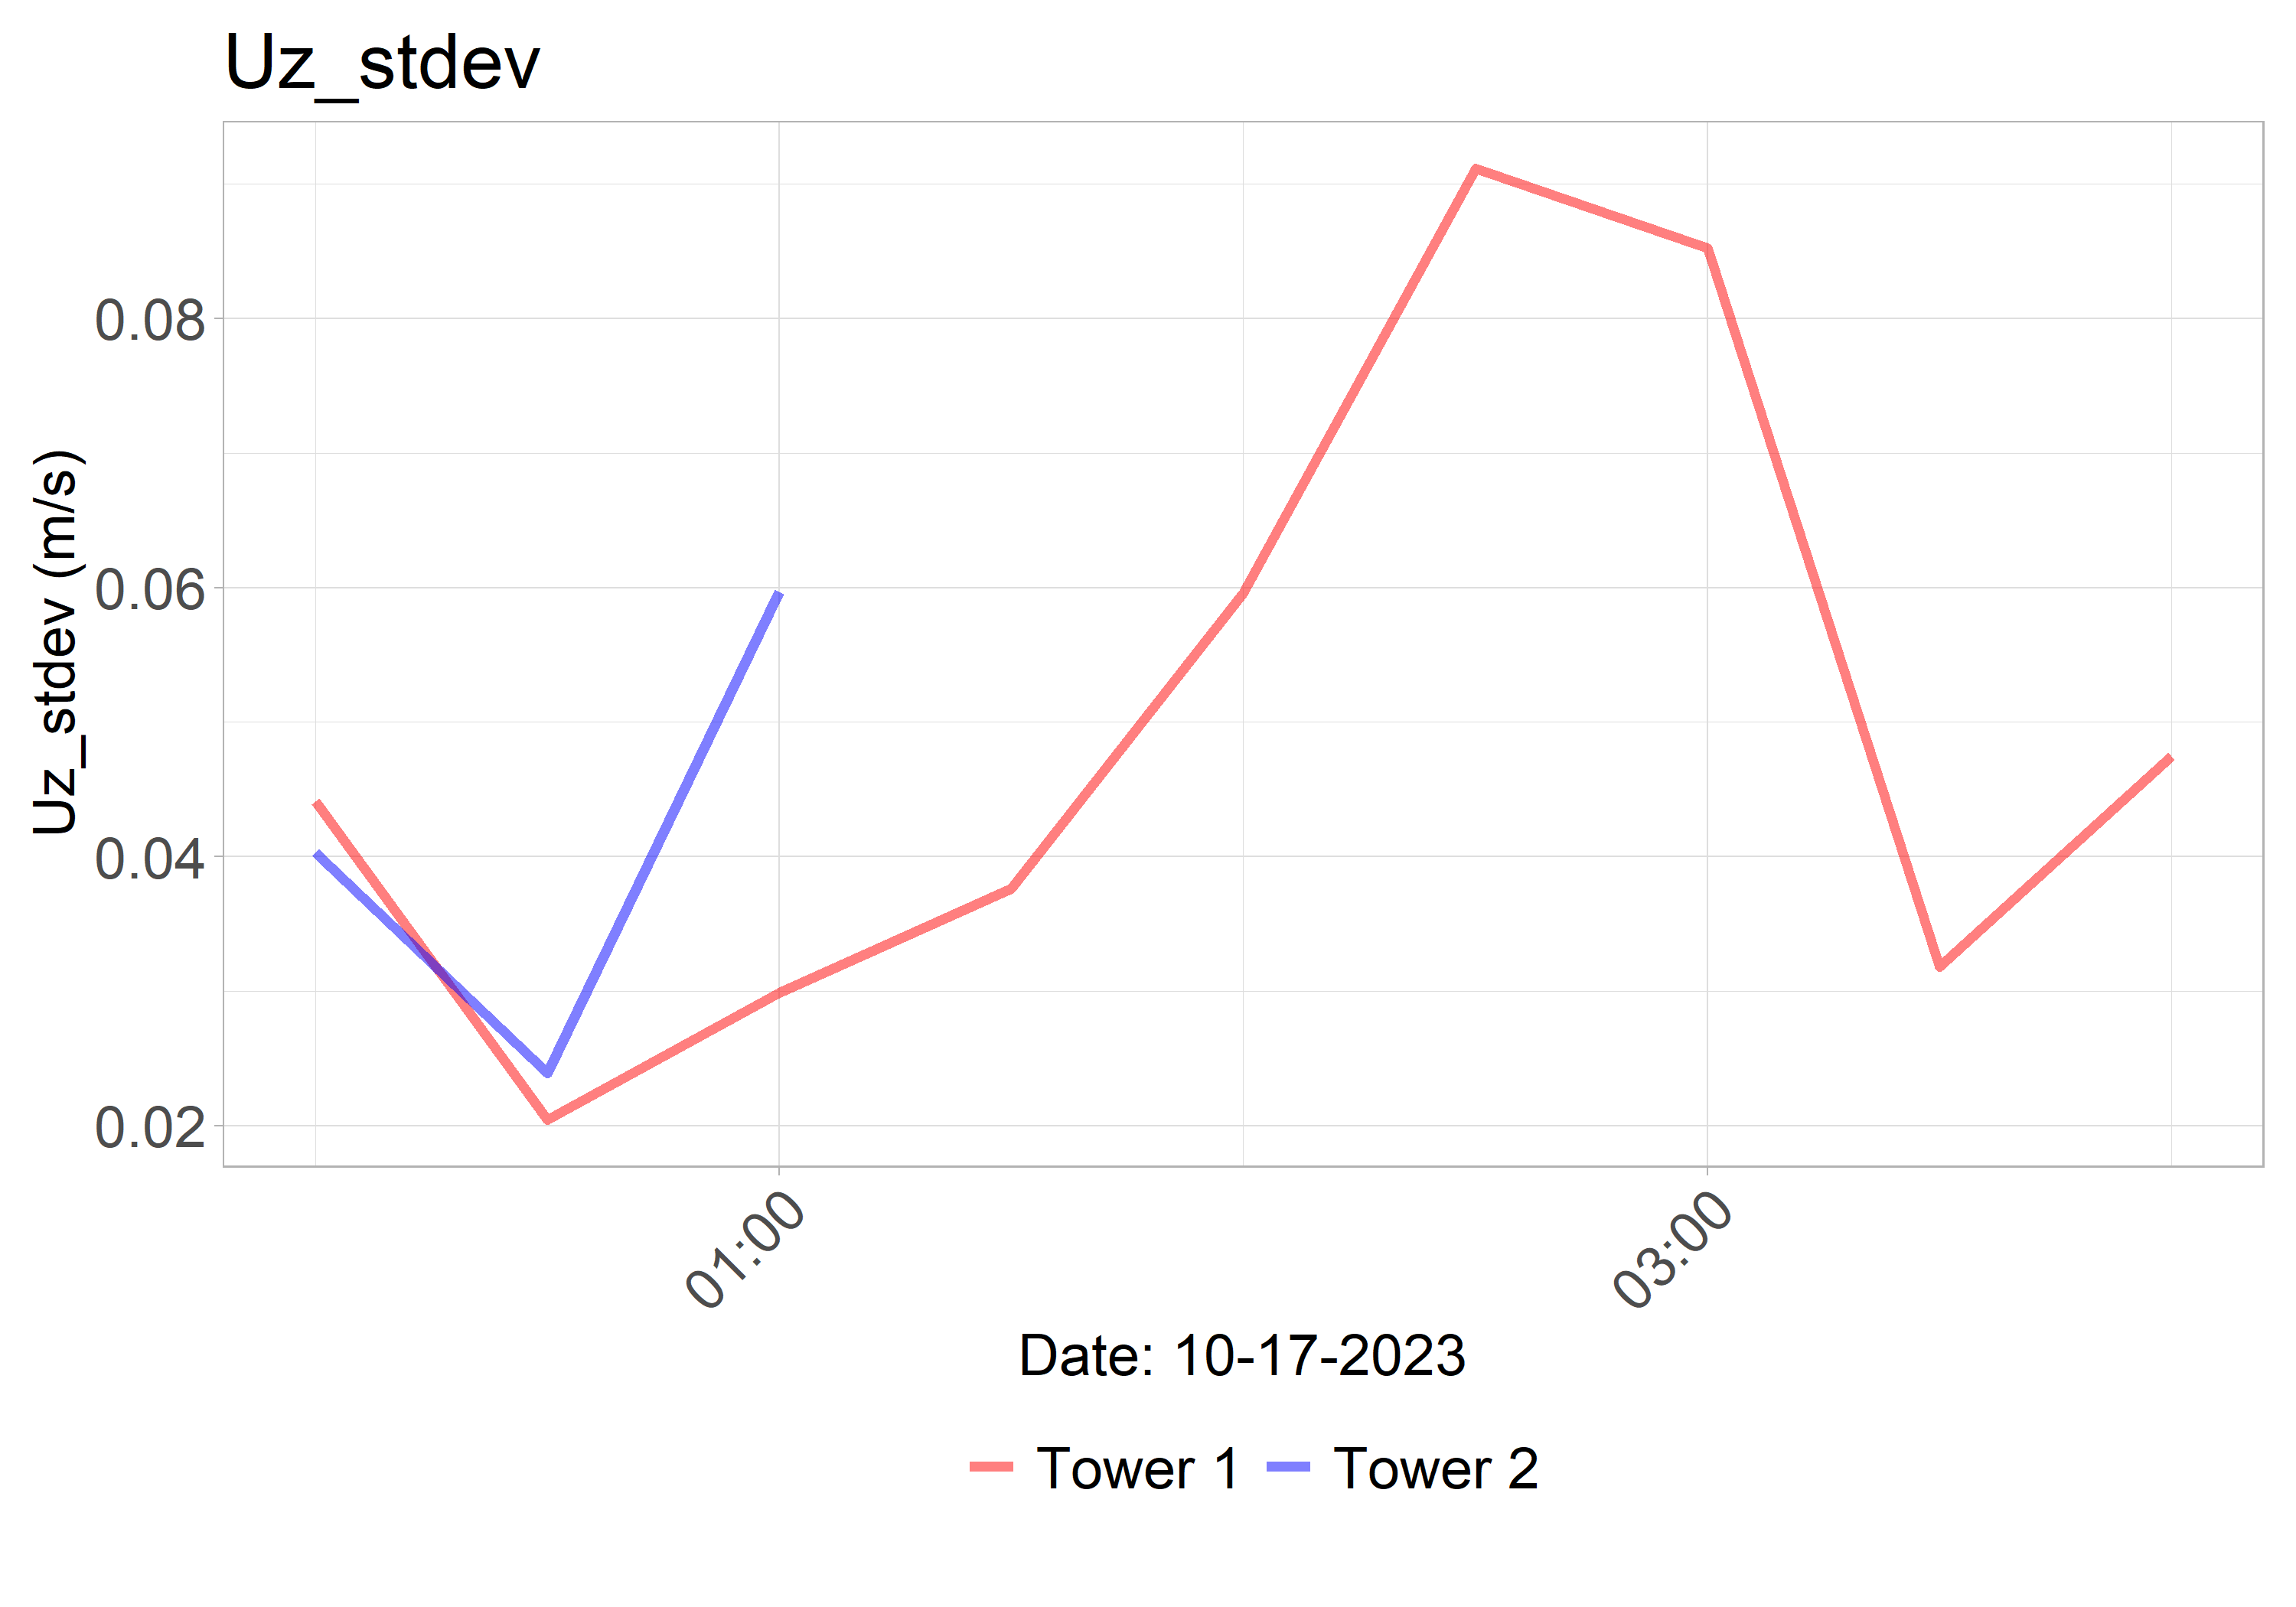 Uz_stdev
Uz_stdev (m/s)
0.08
0.06
0.04
0.02
01:00
03:00
Date: 10-17-2023
Tower 1
Tower 2